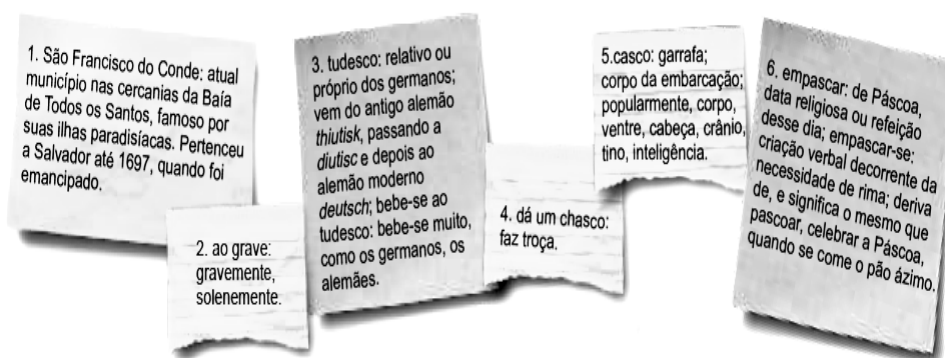 1. São Francisco do Conde: atual
município nas cercanias da Baía
de Todos os Santos, famoso por
suas ilhas paradisíacas. Pertenceu
a Salvador até 1697, quando foi
emancipado.
2. ao grave:
gravemente,
solenemente.
3. tudesco: relativo ou
próprio dos germanos;
vem do antigo alemão
thiutisk, passando a
diutisc e depois ao
alemão moderno
deutsch; bebe-se ao
tudesco: bebe-se muito,
como os germanos, os
alemães.
4. dá um chasco:
faz troça.
5.casco: garrafa;
corpo da embarcação;
popularmente, corpo,
ventre, cabeça, crânio,
tino, inteligência.
6. empascar: de Páscoa,
data religiosa ou refeição
desse dia; empascar-se:
criação verbal decorrente da
necessidade de rima; deriva
de, e significa o mesmo que
pascoar, celebrar a Páscoa,
quando se come o pão ázimo.